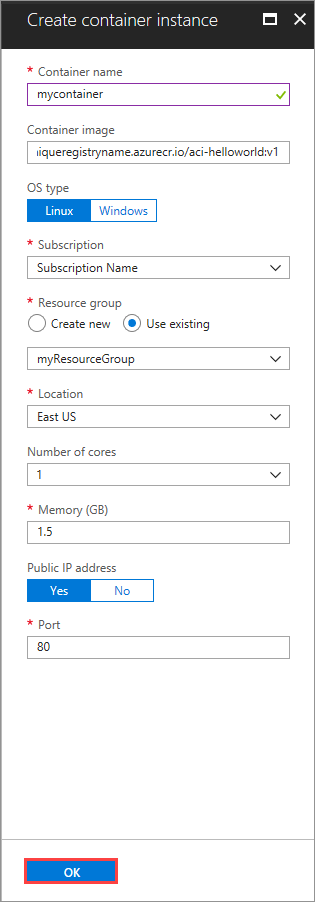 Create container instance
* Container name
mycontainer
Container image
iqueregistryname.azurecr.io/aci-helloworld:v1
OS type
Linux Windows
* Subscription
Subscription Name
* Resource group
Create new Use existing
myResourceGroup
* Location
East US
Number of cores
1
* Memory (GB)
1.5
Public IP address
Yes No
* Port
80
OK